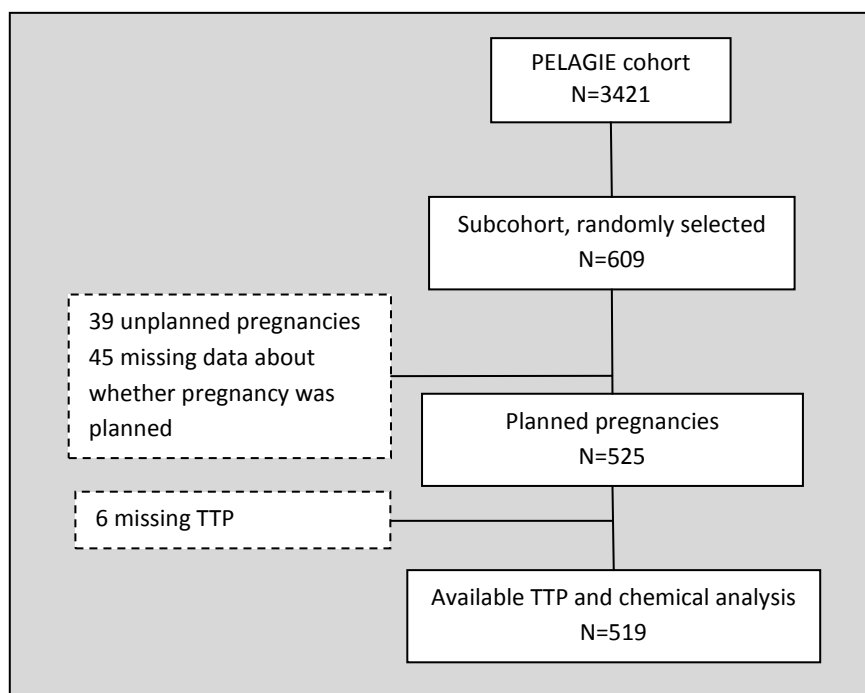 PELAGIE cohort
N=3421
Subcohort, randomly selected
N=609
39 unplanned pregnancies
45 missing data about
whether pregnancy was
planned
Planned pregnancies
N=525
6 missing TTP
Available TTP and chemical analysis
N=519